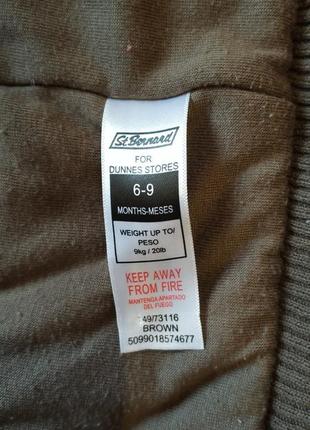 St.Bernard
FOR
DUNNES STORES
6-9
MONTHS-MESES
WEIGHT UP TO/
PESO
9kg / 20lb
KEEP AWAY
FROM FIRE
MANTENGA APARTADO
DEL FUEGO
49/73116
BROWN
5099018574677